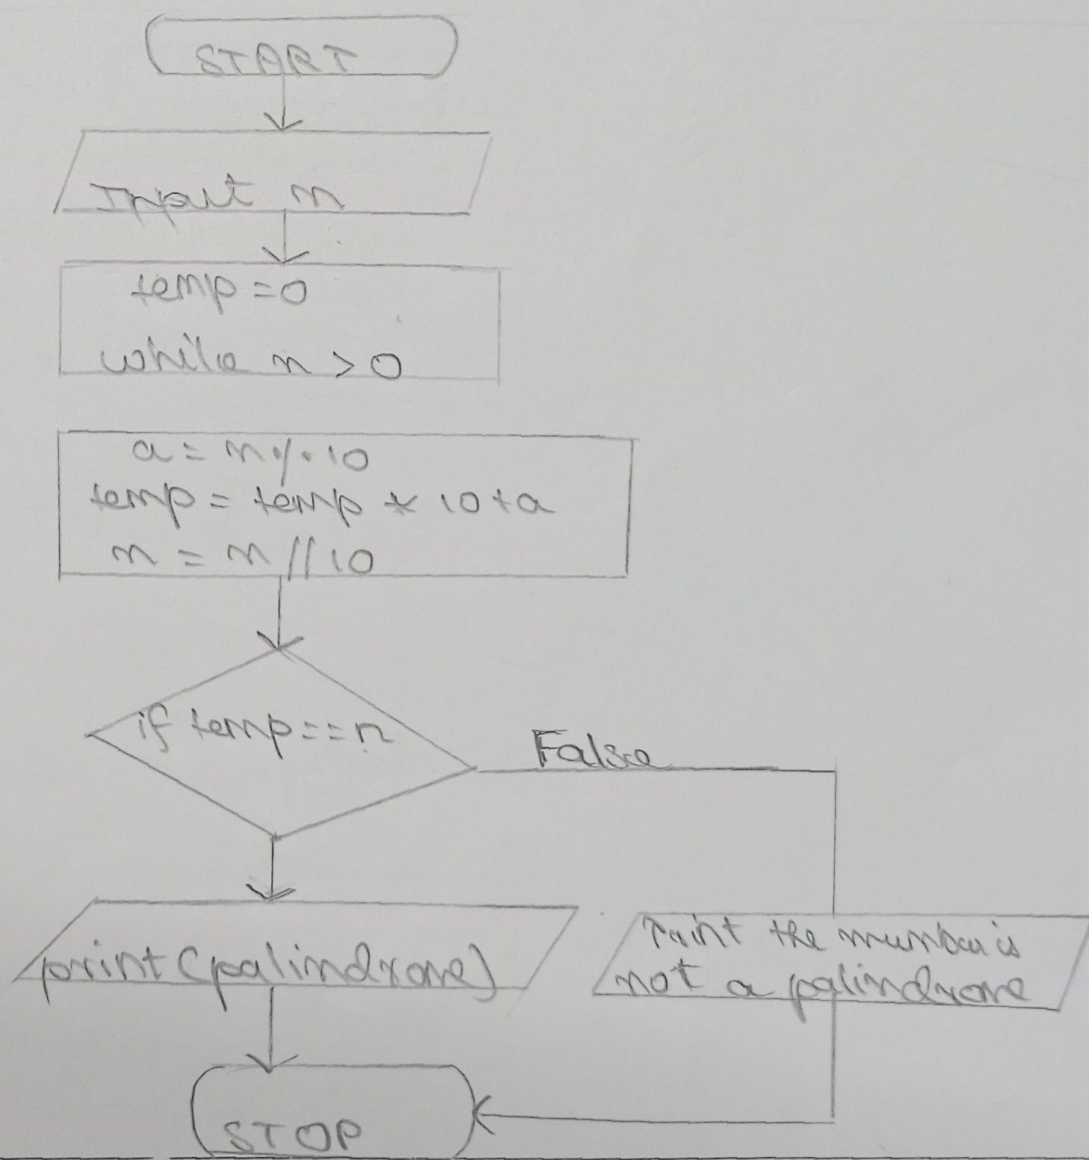 START
Input n
temp=0
while n > 0
a = n % 10
temp = temp * 10 + a
n = n // 10
if temp==n
False
print (palindrome)
Print the number is
not a palindrome
STOP